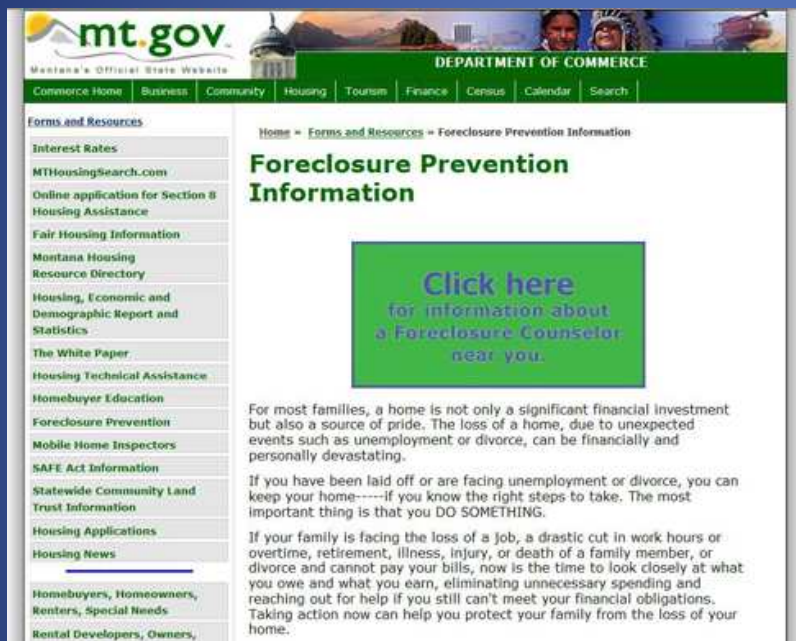 mt.gov
Montana's Official State Website
DEPARTMENT OF COMMERCE
Commerce Home Business Community Housing Tourism Finance Census Calendar Search
Forms and Resources
Interest Rates
MTHousingSearch.com
Online application for Section 8
Housing Assistance
Fair Housing Information
Montana Housing
Resource Directory
Housing, Economic and
Demographic Report and
Statistics
The White Paper
Housing Technical Assistance
Homebuyer Education
Foreclosure Prevention
Mobile Home Inspectors
SAFE Act Information
Statewide Community Land
Trust Information
Housing Applications
Housing News
Homebuyers, Homeowners,
Renters, Special Needs
Rental Developers, Owners,
Home » Forms and Resources » Foreclosure Prevention Information
Foreclosure Prevention
Information
Click here
for information about
a Foreclosure Counselor
near you.
For most families, a home is not only a significant financial investment
but also a source of pride. The loss of a home, due to unexpected
events such as unemployment or divorce, can be financially and
personally devastating.
If you have been laid off or are facing unemployment or divorce, you can
keep your home-----if you know the right steps to take. The most
important thing is that you DO SOMETHING.
If your family is facing the loss of a job, a drastic cut in work hours or
overtime, retirement, illness, injury, or death of a family member, or
divorce and cannot pay your bills, now is the time to look closely at what
you owe and what you earn, eliminating unnecessary spending and
reaching out for help if you still can't meet your financial obligations.
Taking action now can help you protect your family from the loss of your
home.